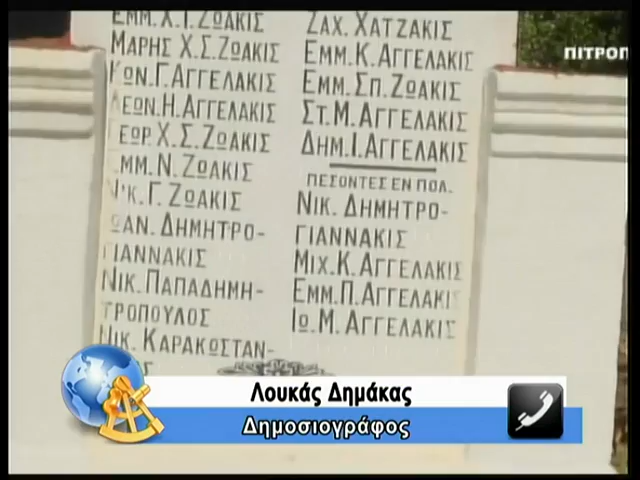 ΕΜΜ. Χ. Γ. ΖΩΑΚΙΣ
ΜΑΡΗΣ Χ. Σ. ΖΩΑΚΙΣ
ΚΩΝ. Γ. ΑΓΓΕΛΑΚΙΣ
ΛΕΩΝ. Η. ΑΓΓΕΛΑΚΙΣ
ΓΕΩΡ. Χ. Σ. ΖΩΑΚΙΣ
ΕΜΜ. Ν. ΖΩΑΚΙΣ
ΝΙΚ. Γ. ΖΩΑΚΙΣ
ΙΩΑΝ. ΔΗΜΗΤΡΟ-
ΓΙΑΝΝΑΚΙΣ
ΝΙΚ. ΠΑΠΑΔΗΜΗ-
ΤΡΟΠΟΥΛΟΣ
ΝΙΚ. ΚΑΡΑΚΩΣΤΑΝ-
ΖΑΧ. ΧΑΤΖΑΚΙΣ
ΕΜΜ. Κ. ΑΓΓΕΛΑΚΙΣ
ΕΜΜ. ΣΠ. ΖΩΑΚΙΣ
ΣΤ. Μ. ΑΓΓΕΛΑΚΙΣ
ΔΗΜ. Ι. ΑΓΓΕΛΑΚΙΣ
ΠΕΣΟΝΤΕΣ ΕΝ ΠΟΛ.
ΝΙΚ. ΔΗΜΗΤΡΟ-
ΓΙΑΝΝΑΚΙΣ
ΜΙΧ. Κ. ΑΓΓΕΛΑΚΙΣ
ΕΜΜ. Π. ΑΓΓΕΛΑΚΙΣ
ΙΩ. Μ. ΑΓΓΕΛΑΚΙΣ
ΠΙΤΡΟΠ
Λουκάς Δημάκας
Δημοσιογράφος